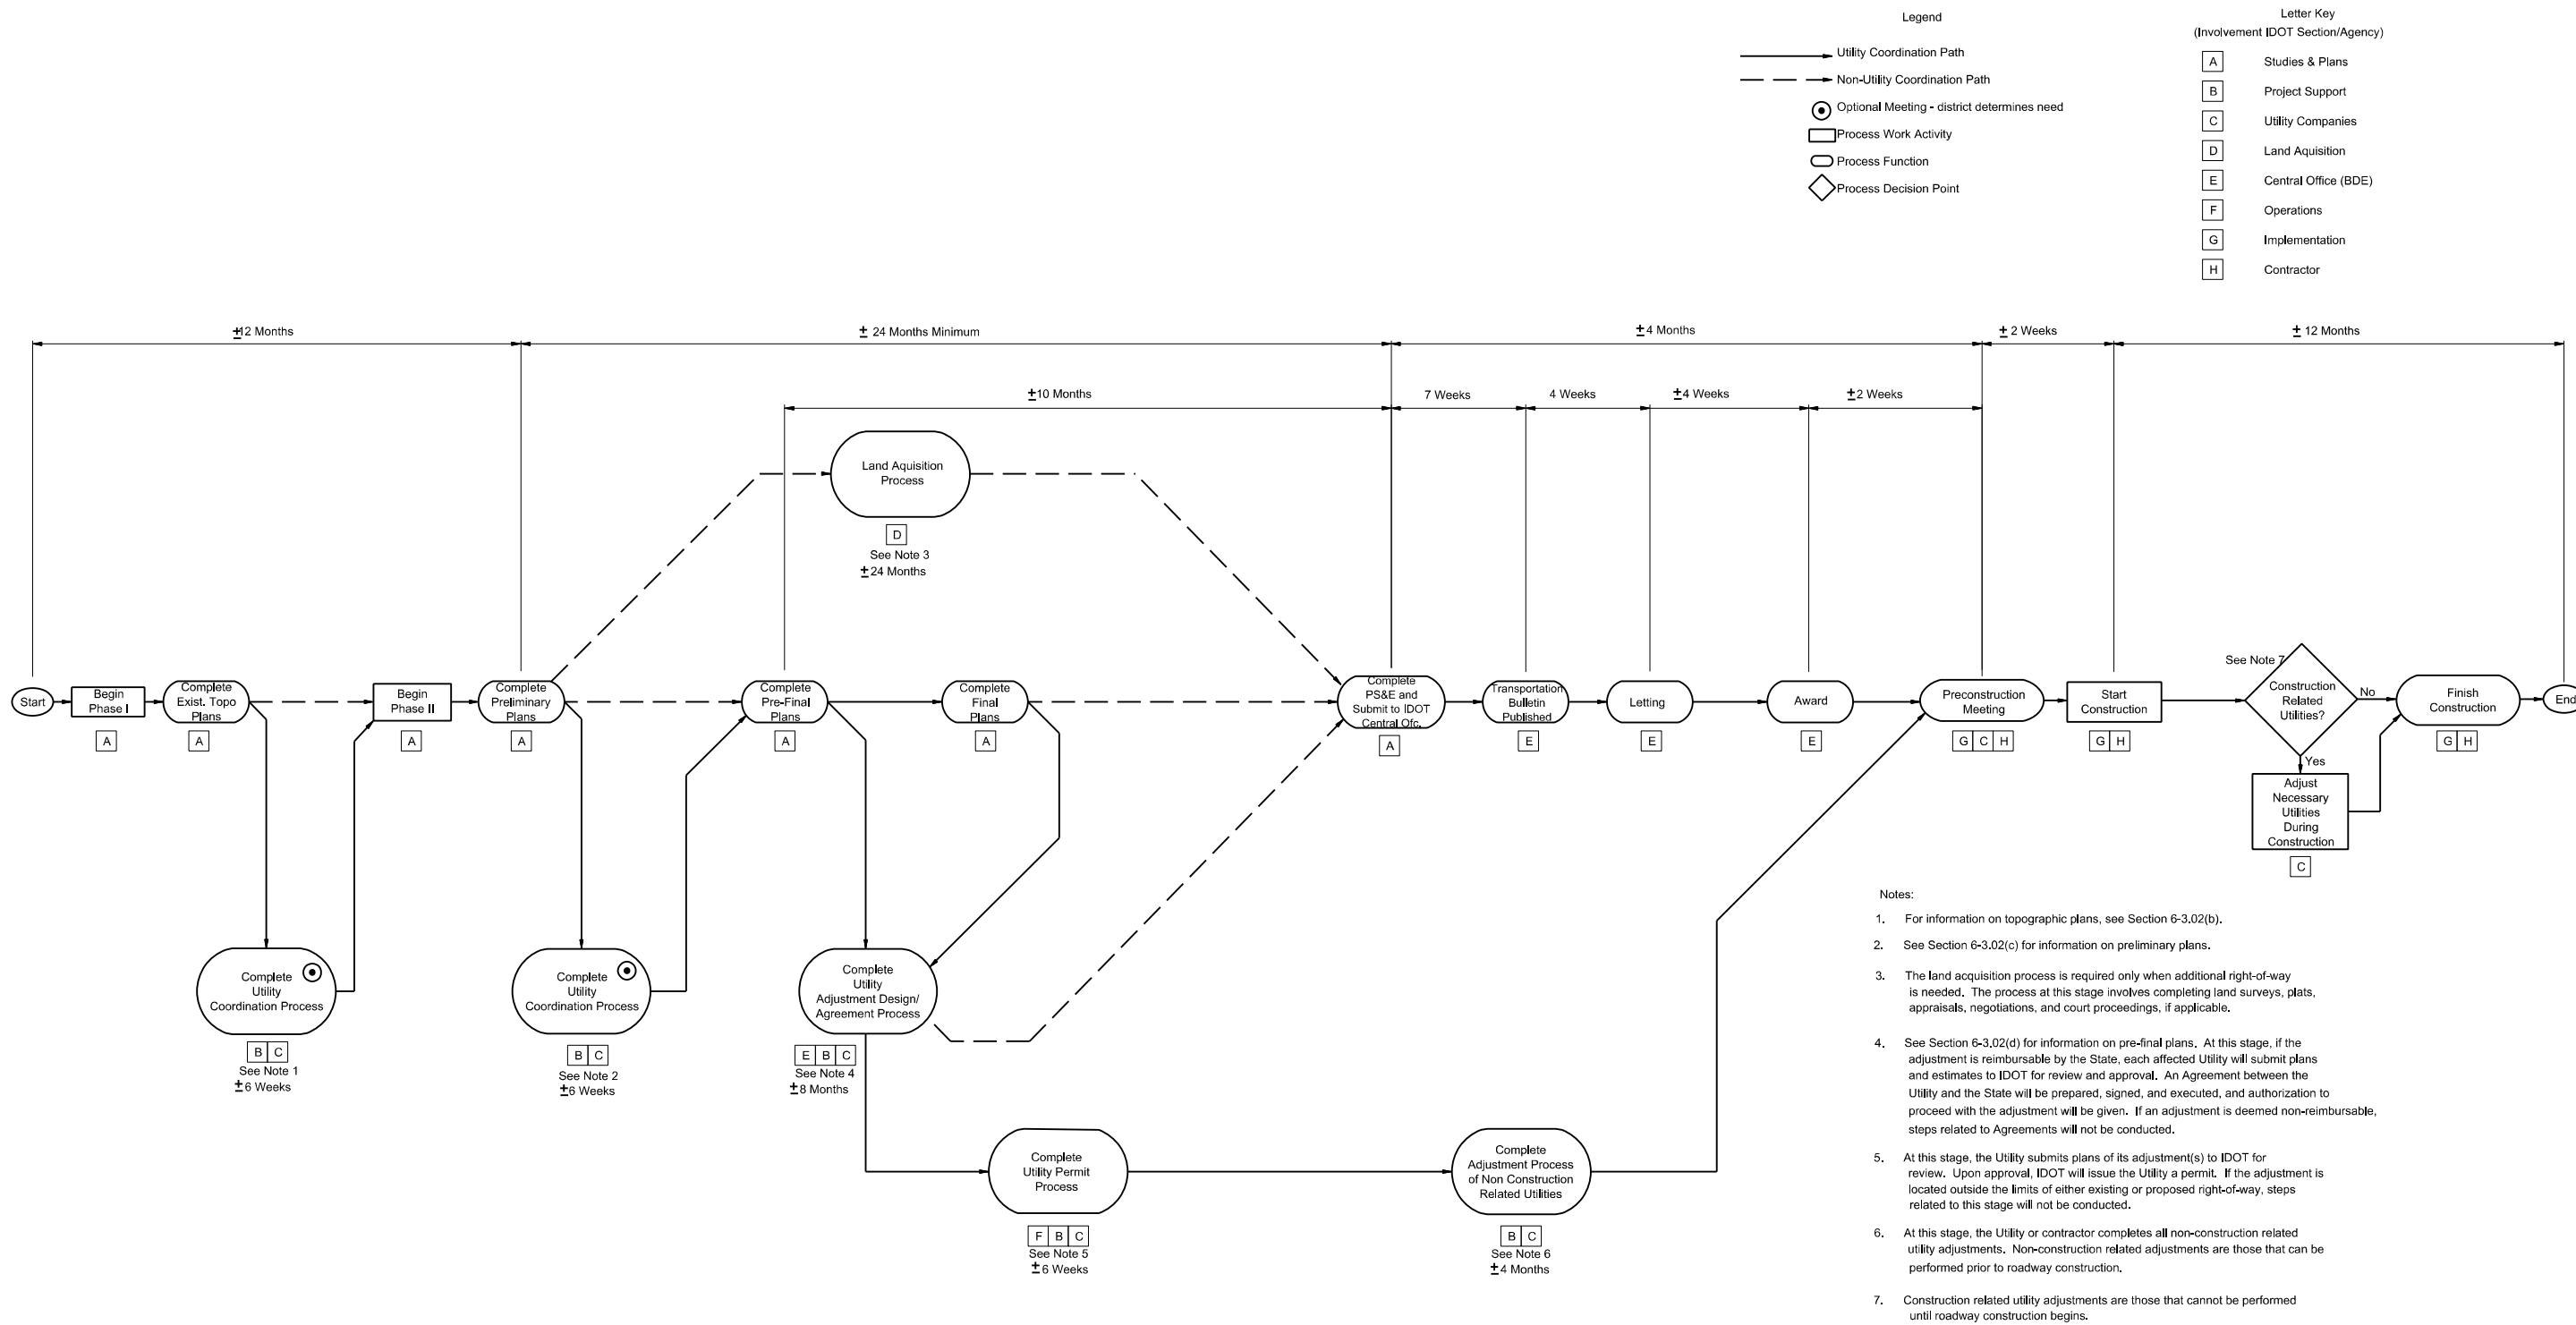 Legend
Utility Coordination Path
Non-Utility Coordination Path
Optional Meeting - district determines need
Process Work Activity
Process Function
Process Decision Point
Letter Key
(Involvement IDOT Section/Agency)
A Studies & Plans
B Project Support
C Utility Companies
D Land Aquisition
E Central Office (BDE)
F Operations
G Implementation
H Contractor
±12 Months
± 24 Months Minimum
±4 Months
± 2 Weeks
± 12 Months
±10 Months
7 Weeks
4 Weeks
±4 Weeks
±2 Weeks
Land Aquisition
Process
D
See Note 3
±24 Months
Start
Begin
Phase I
A
Complete
Exist. Topo
Plans
A
Begin
Phase II
A
Complete
Preliminary
Plans
A
Complete
Pre-Final
Plans
A
Complete
Final
Plans
A
Complete
PS&E and
Submit to IDOT
Central Ofc.
A
Transportation
Bulletin
Published
E
Letting
E
Award
E
Preconstruction
Meeting
G C H
Start
Construction
G H
See Note 7
Construction
Related
Utilities?
No
Yes
Finish
Construction
G H
End
Adjust
Necessary
Utilities
During
Construction
C
Complete
Utility
Coordination Process
B C
See Note 1
±6 Weeks
Complete
Utility
Coordination Process
B C
See Note 2
±6 Weeks
Complete
Utility
Adjustment Design/
Agreement Process
E B C
See Note 4
±8 Months
Complete
Utility Permit
Process
F B C
See Note 5
±6 Weeks
Complete
Adjustment Process
of Non Construction
Related Utilities
B C
See Note 6
±4 Months
Notes:
1. For information on topographic plans, see Section 6-3.02(b).
2. See Section 6-3.02(c) for information on preliminary plans.
3. The land acquisition process is required only when additional right-of-way
is needed. The process at this stage involves completing land surveys, plats,
appraisals, negotiations, and court proceedings, if applicable.
4. See Section 6-3.02(d) for information on pre-final plans. At this stage, if the
adjustment is reimbursable by the State, each affected Utility will submit plans
and estimates to IDOT for review and approval. An Agreement between the
Utility and the State will be prepared, signed, and executed, and authorization to
proceed with the adjustment will be given. If an adjustment is deemed non-reimbursable,
steps related to Agreements will not be conducted.
5. At this stage, the Utility submits plans of its adjustment(s) to IDOT for
review. Upon approval, IDOT will issue the Utility a permit. If the adjustment is
located outside the limits of either existing or proposed right-of-way, steps
related to this stage will not be conducted.
6. At this stage, the Utility or contractor completes all non-construction related
utility adjustments. Non-construction related adjustments are those that can be
performed prior to roadway construction.
7. Construction related utility adjustments are those that cannot be performed
until roadway construction begins.